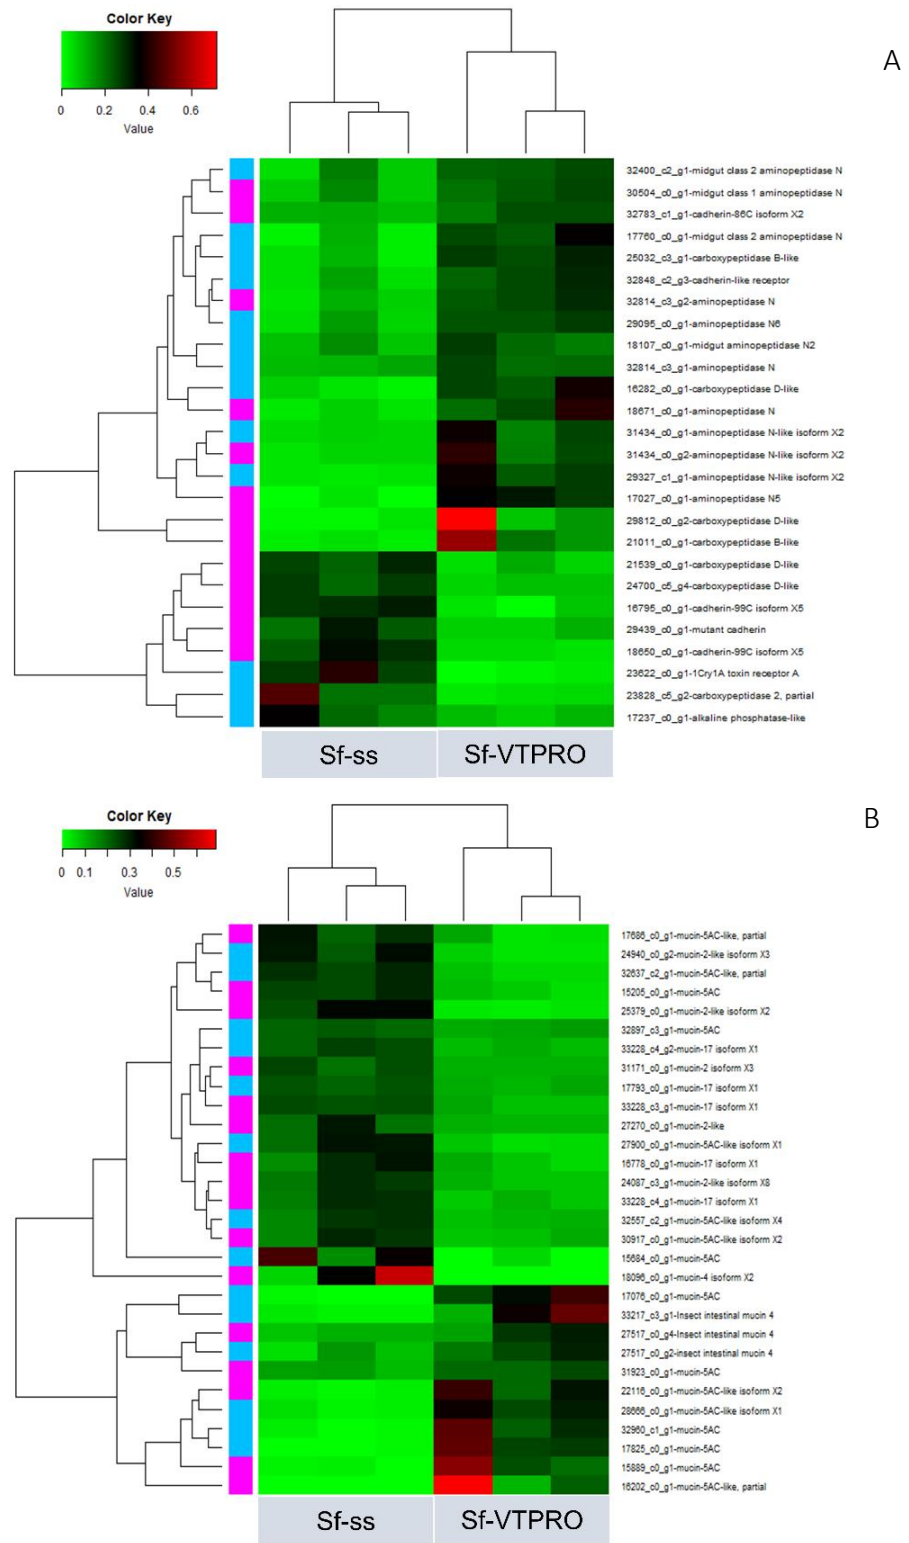 Color Key
A
0 0.2 0.4 0.6
Value
32400_c2_g1-midgut class 2 aminopeptidase N
30504_c0_g1-midgut class 1 aminopeptidase N
32783_c1_g1-cadherin-86C isoform X2
17760_c0_g1-midgut class 2 aminopeptidase N
25032_c3_g1-carboxypeptidase B-like
32848_c2_g3-cadherin-like receptor
32814_c3_g2-aminopeptidase N
29095_c0_g1-aminopeptidase N6
18107_c0_g1-midgut aminopeptidase N2
32814_c3_g1-aminopeptidase N
16282_c0_g1-carboxypeptidase D-like
18671_c0_g1-aminopeptidase N
31434_c0_g1-aminopeptidase N-like isoform X2
31434_c0_g2-aminopeptidase N-like isoform X2
29327_c1_g1-aminopeptidase N-like isoform X2
17027_c0_g1-aminopeptidase N5
29812_c0_g2-carboxypeptidase D-like
21011_c0_g1-carboxypeptidase B-like
21539_c0_g1-carboxypeptidase D-like
24700_c5_g4-carboxypeptidase D-like
16795_c0_g1-cadherin-99C isoform X5
29439_c0_g1-mutant cadherin
18650_c0_g1-cadherin-99C isoform X5
23622_c0_g1-1Cry1A toxin receptor A
23828_c5_g2-carboxypeptidase 2, partial
17237_c0_g1-alkaline phosphatase-like
Sf-ss Sf-VTPRO
Color Key
B
0 0.1 0.3 0.5
Value
17686_c0_g1-mucin-5AC-like, partial
24940_c0_g2-mucin-2-like isoform X3
32637_c2_g1-mucin-5AC-like, partial
15205_c0_g1-mucin-5AC
25379_c0_g1-mucin-2-like isoform X2
32897_c3_g1-mucin-5AC
33228_c4_g2-mucin-17 isoform X1
31171_c0_g1-mucin-2 isoform X3
17793_c0_g1-mucin-17 isoform X1
33228_c3_g1-mucin-17 isoform X1
27270_c0_g1-mucin-2-like
27900_c0_g1-mucin-5AC-like isoform X1
16778_c0_g1-mucin-17 isoform X1
24087_c3_g1-mucin-2-like isoform X8
33228_c4_g1-mucin-17 isoform X1
32557_c2_g1-mucin-5AC-like isoform X4
30917_c0_g1-mucin-5AC-like isoform X2
15684_c0_g1-mucin-5AC
18096_c0_g1-mucin-4 isoform X2
17076_c0_g1-mucin-5AC
33217_c3_g1-Insect intestinal mucin 4
27517_c0_g4-Insect intestinal mucin 4
27517_c0_g2-insect intestinal mucin 4
31923_c0_g1-mucin-5AC
22116_c0_g1-mucin-5AC-like isoform X2
28666_c0_g1-mucin-5AC-like isoform X1
32960_c1_g1-mucin-5AC
17825_c0_g1-mucin-5AC
15889_c0_g1-mucin-5AC
16202_c0_g1-mucin-5AC-like, partial
Sf-ss Sf-VTPRO